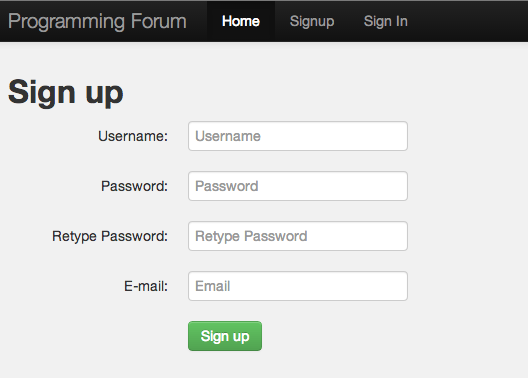 Programming Forum Home Signup Sign In
Sign up
Username: Username
Password: Password
Retype Password: Retype Password
E-mail: Email
Sign up